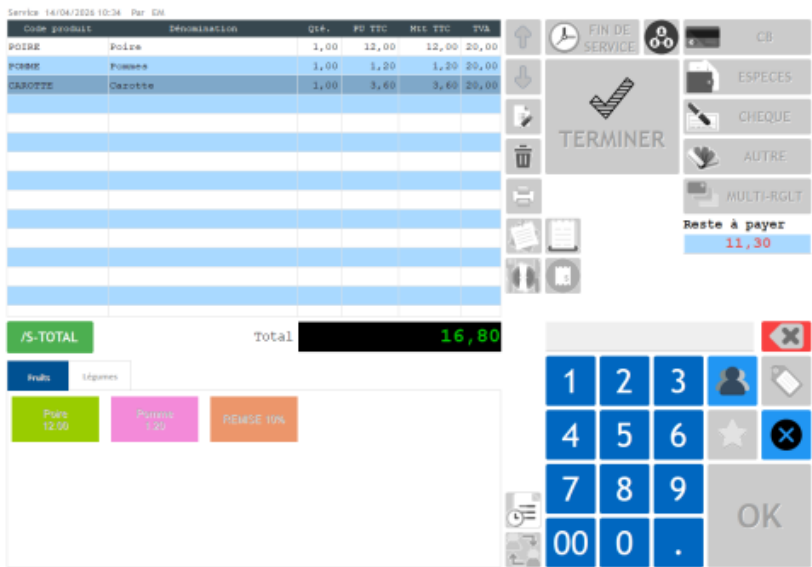 Service 14/04/2026 10:34 Par EM.
Code produit Dénomination Qté. PU TTC Mtt TTC TVA
POIRE Poire 1,00 12,00 12,00 20,00
POMME Pommes 1,00 1,20 1,20 20,00
CAROTTE Carotte 1,00 3,60 3,60 20,00
FIN DE
SERVICE
TERMINER
CB
ESPECES
CHEQUE
AUTRE
MULTI-RGLT
Reste à payer
11,30
/S-TOTAL
Total 16,80
Fruits Légumes
Poire
12.00
Pomme
1.20
REMISE 10%
1 2 3
4 5 6
7 8 9
00 0 .
OK